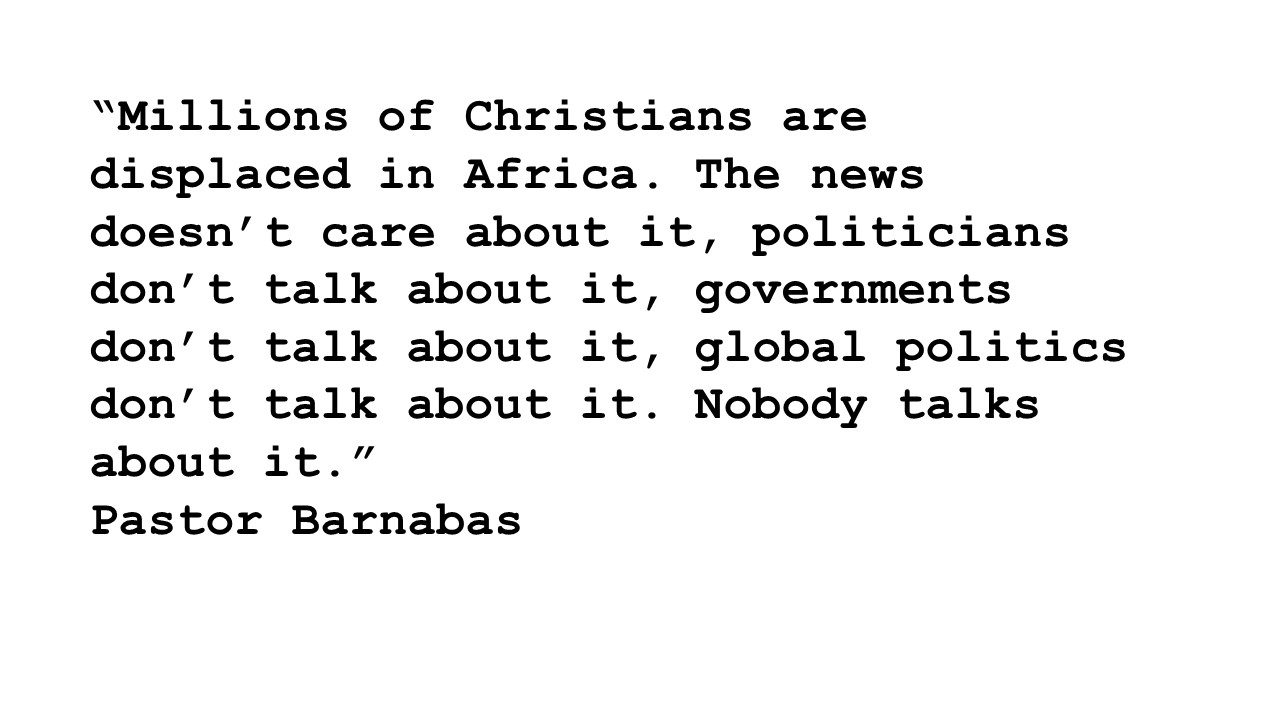 “Millions of Christians are
displaced in Africa. The news
doesn’t care about it, politicians
don’t talk about it, governments
don’t talk about it, global politics
don’t talk about it. Nobody talks
about it.”
Pastor Barnabas